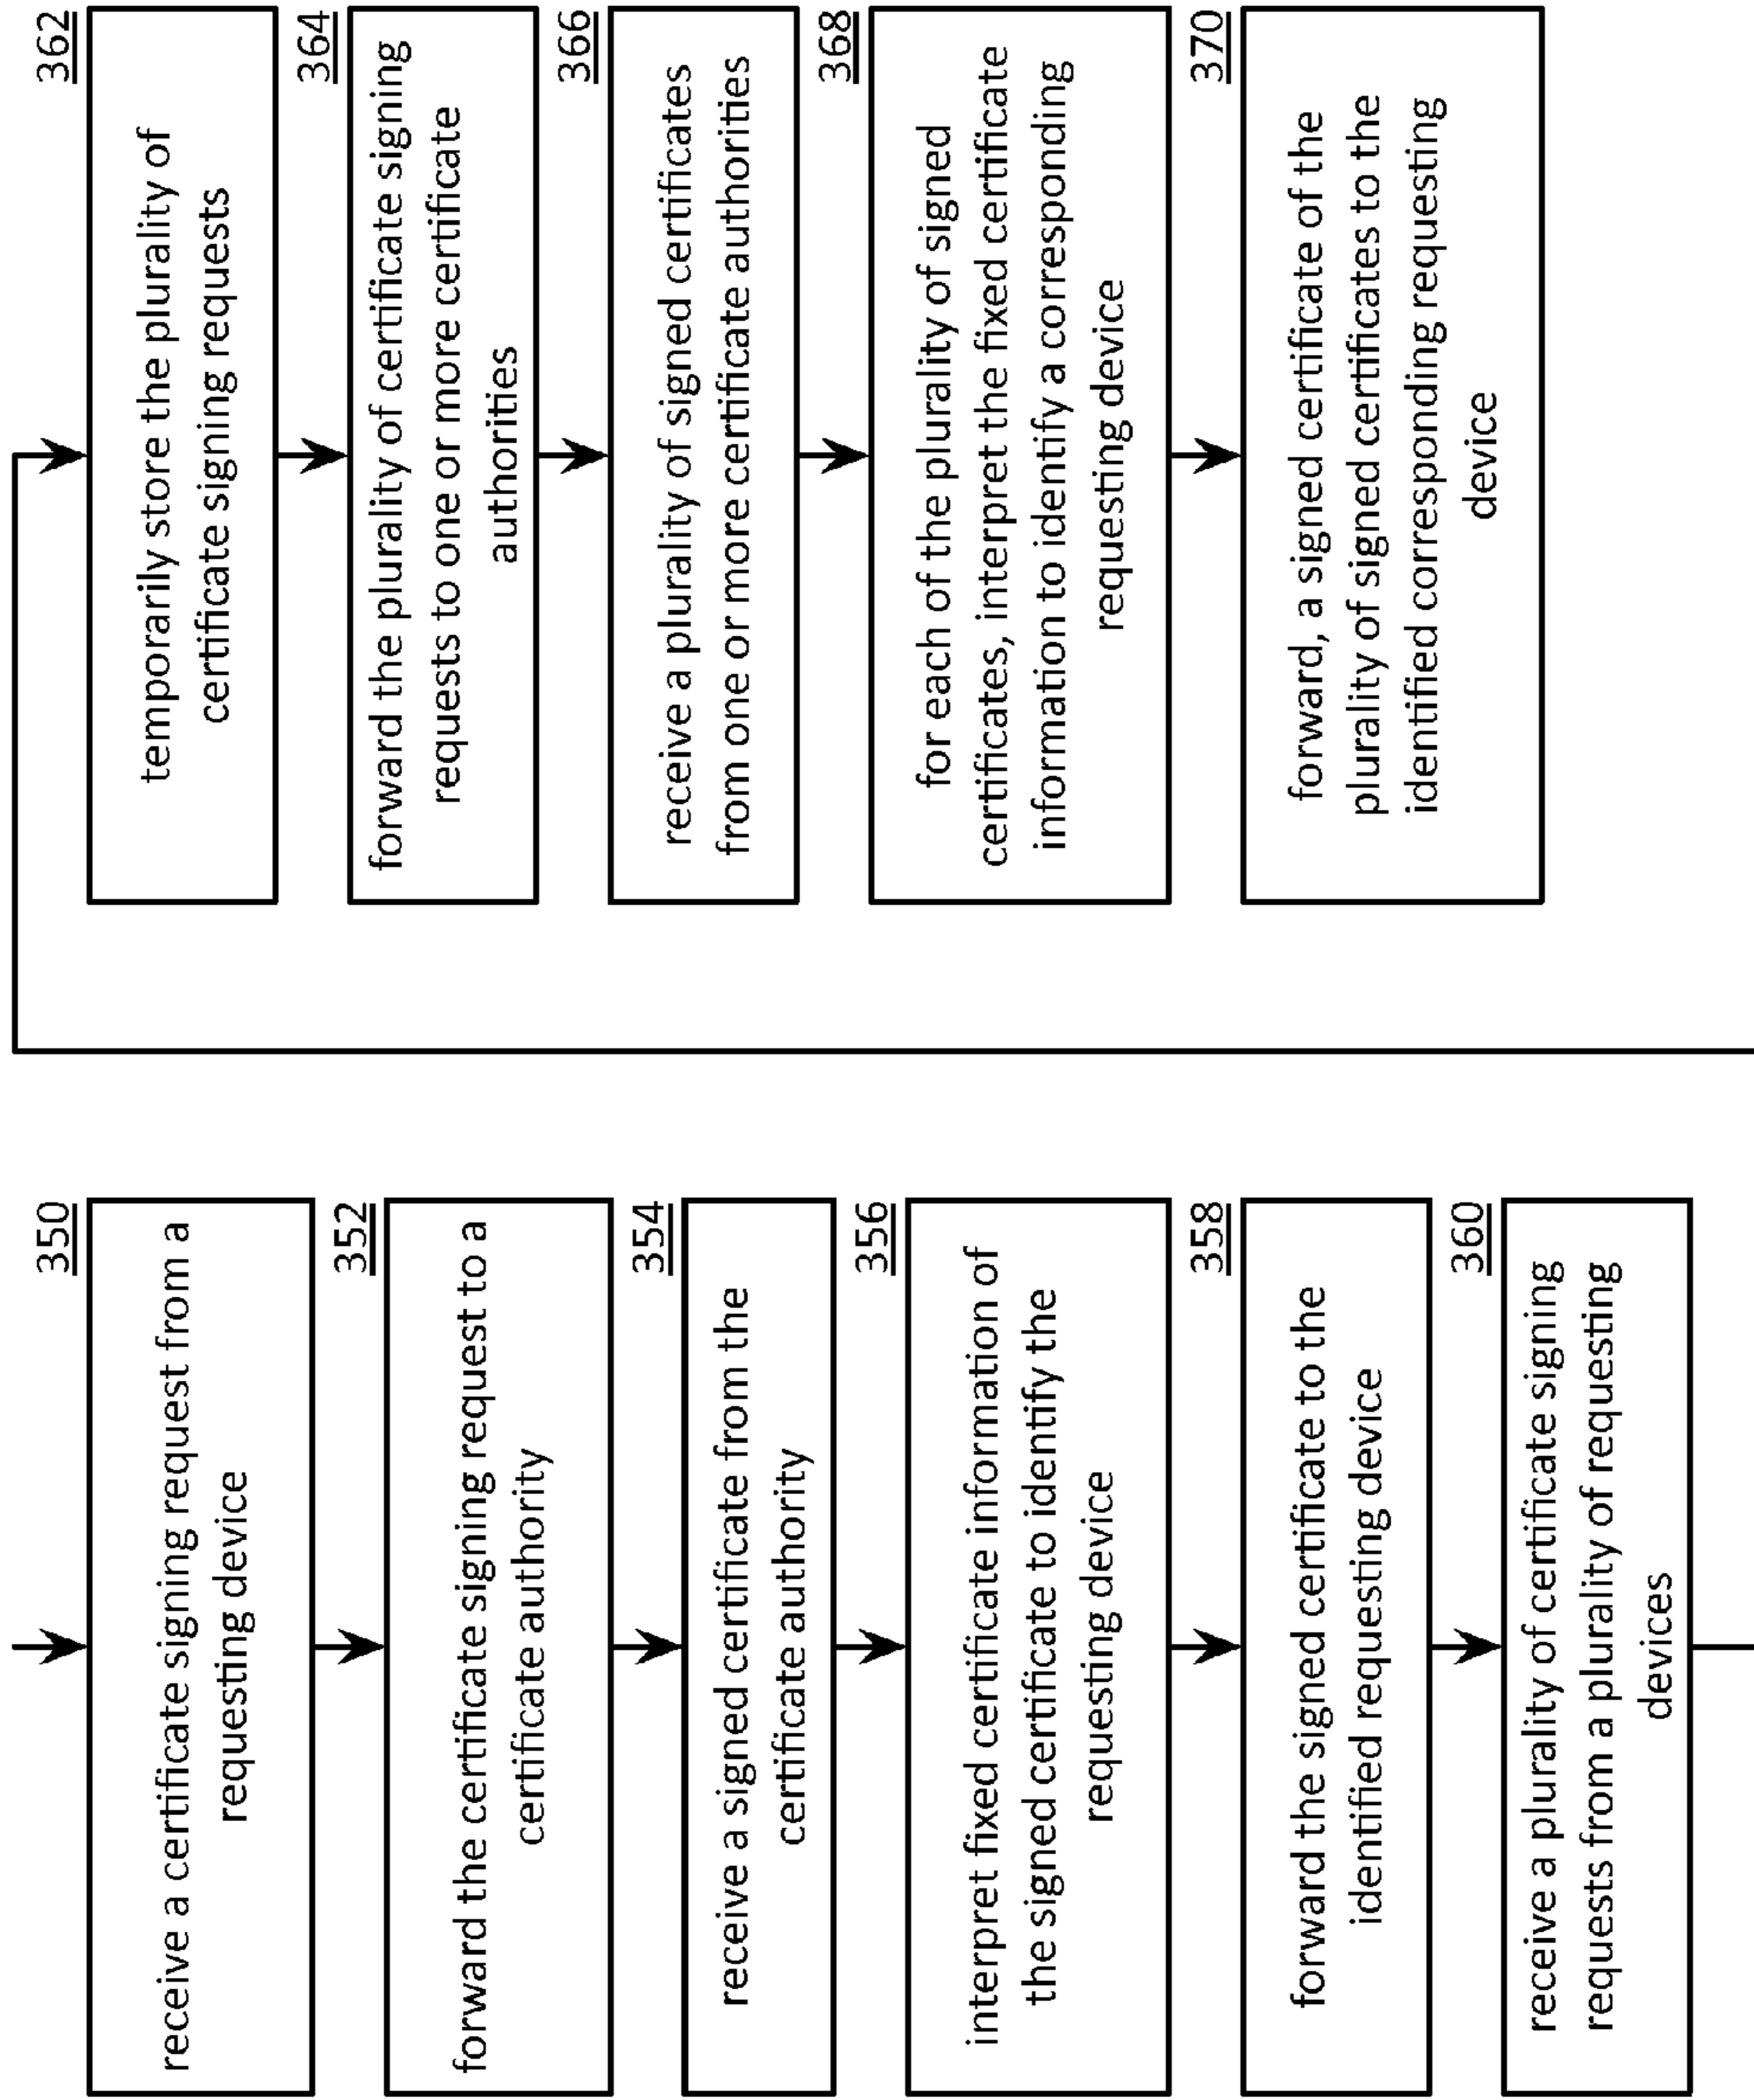 350
receive a certificate signing request from a
requesting device
352
forward the certificate signing request to a
certificate authority
354
receive a signed certificate from the
certificate authority
356
interpret fixed certificate information of
the signed certificate to identify the
requesting device
358
forward the signed certificate to the
identified requesting device
360
receive a plurality of certificate signing
requests from a plurality of requesting
devices
362
temporarily store the plurality of
certificate signing requests
364
forward the plurality of certificate signing
requests to one or more certificate
authorities
366
receive a plurality of signed certificates
from one or more certificate authorities
368
for each of the plurality of signed
certificates, interpret the fixed certificate
information to identify a corresponding
requesting device
370
forward, a signed certificate of the
plurality of signed certificates to the
identified corresponding requesting
device